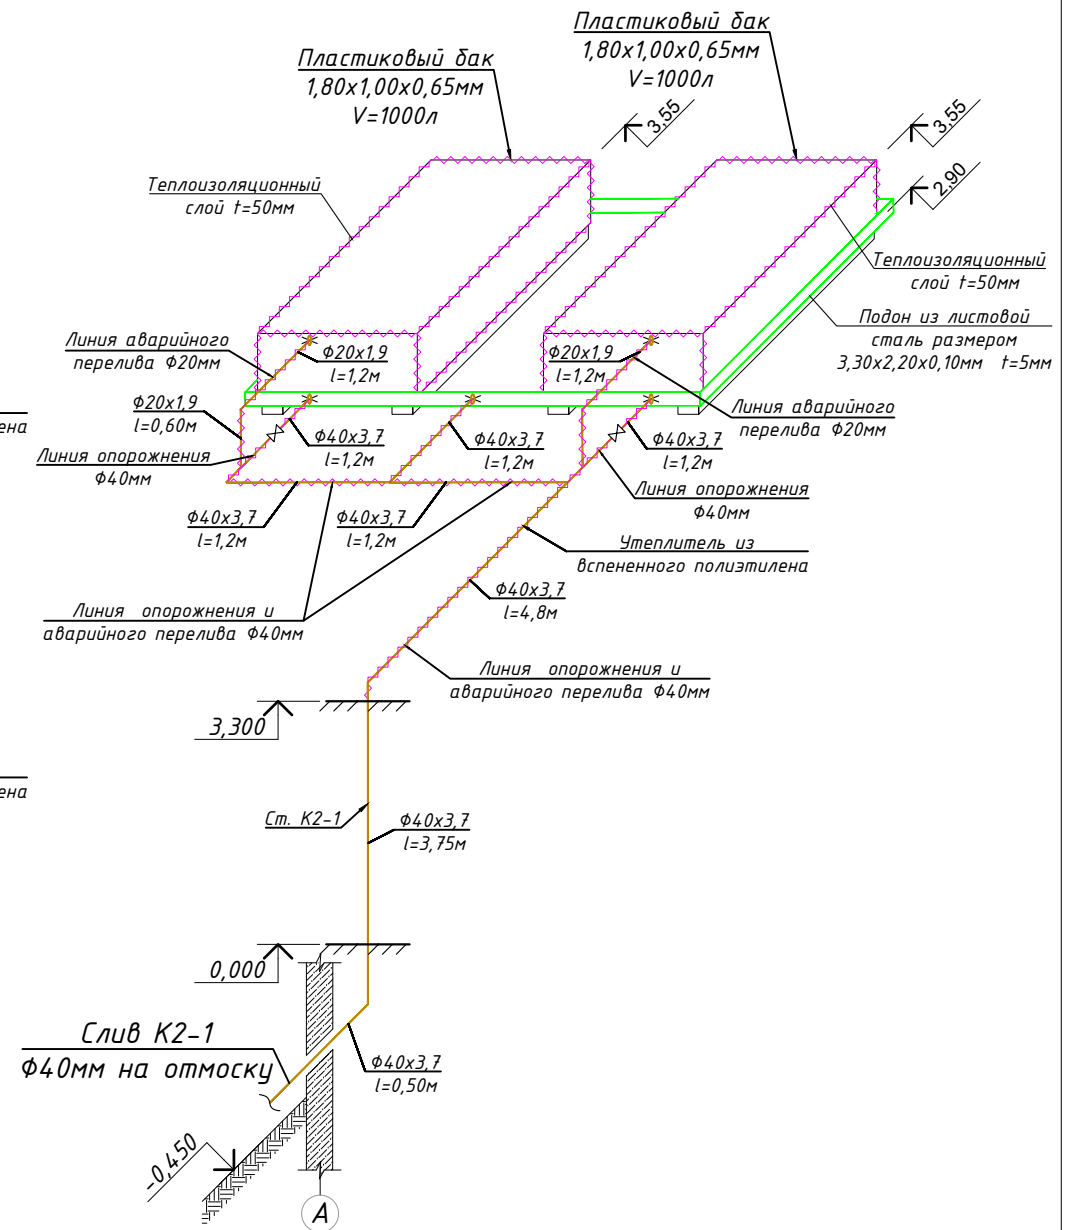 Пластиковый бак
1,80х1,00х0,65мм
V=1000л
Пластиковый бак
1,80х1,00х0,65мм
V=1000л
3,55
3,55
2,90
Теплоизоляционный
слой t=50мм
Теплоизоляционный
слой t=50мм
Подон из листовой
сталь размером
3,30х2,20х0,10мм t=5мм
Линия аварийного
перелива Ф20мм
Ф20х1,9
l=1,2м
Ф20х1,9
l=1,2м
Ф20х1,9
l=0,60м
Линия аварийного
перелива Ф20мм
ена
Линия опорожнения
Ф40мм
Ф40х3,7
l=1,2м
Ф40х3,7
l=1,2м
Ф40х3,7
l=1,2м
Линия опорожнения
Ф40мм
Ф40х3,7
l=1,2м
Ф40х3,7
l=1,2м
Утеплитель из
вспененного полиэтилена
Ф40х3,7
l=4,8м
Линия опорожнения и
аварийного перелива Ф40мм
Линия опорожнения и
аварийного перелива Ф40мм
3,300
ена
Ст. К2-1
Ф40х3,7
l=3,75м
0,000
Слив К2-1
Ф40мм на отмоску
Ф40х3,7
l=0,50м
-0,450
А